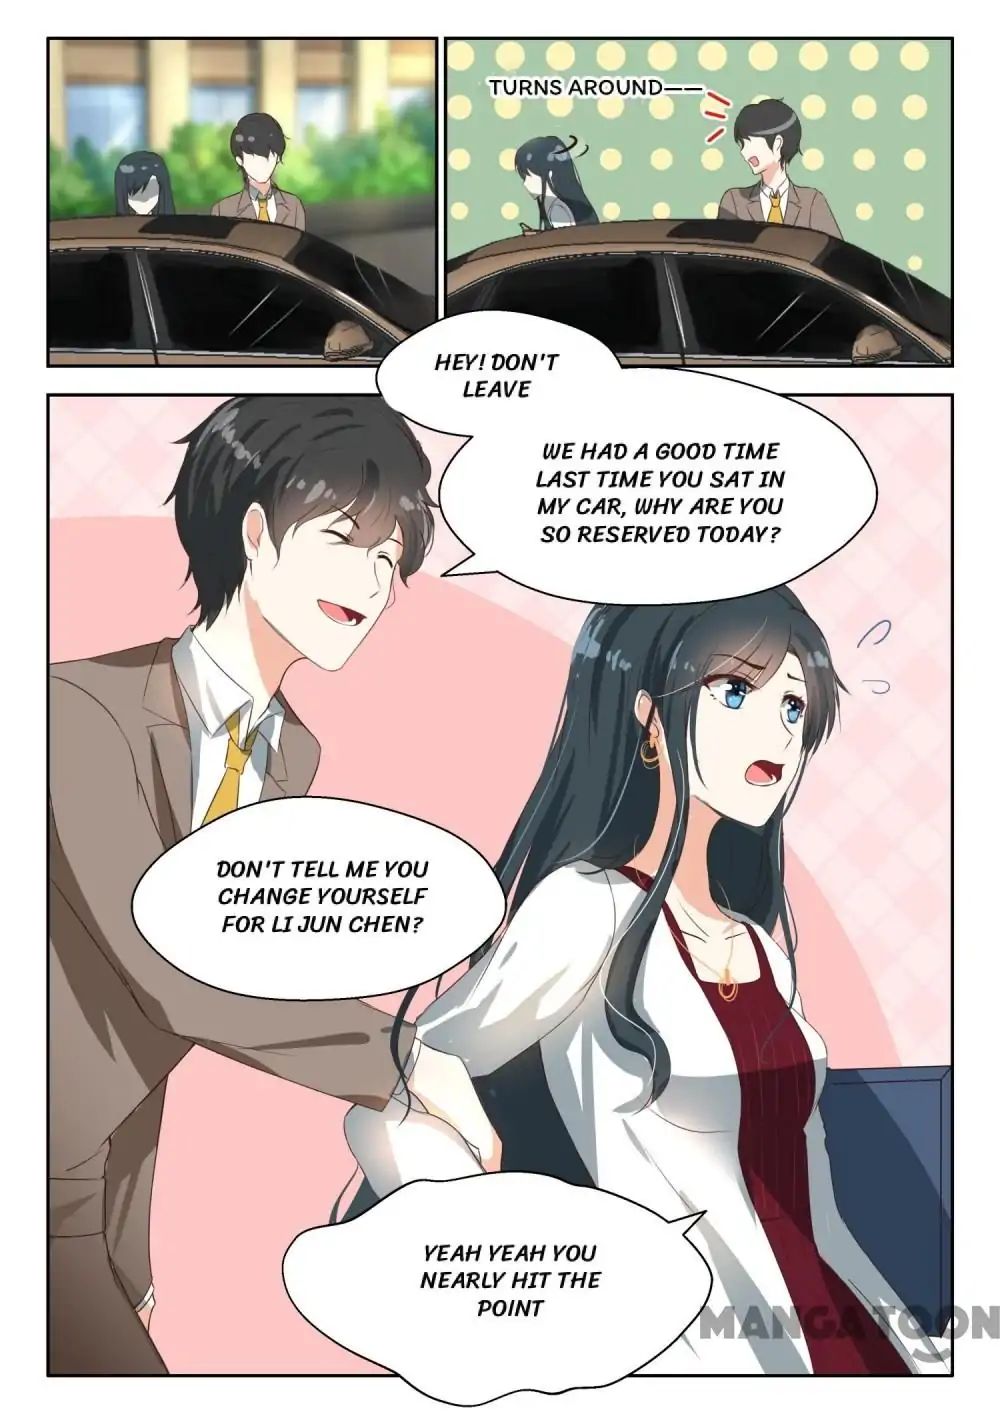 TURNS AROUND——
HEY! DON'T
LEAVE
WE HAD A GOOD TIME
LAST TIME YOU SAT IN
MY CAR, WHY ARE YOU
SO RESERVED TODAY?
DON'T TELL ME YOU
CHANGE YOURSELF
FOR LI JUN CHEN?
YEAH YEAH YOU
NEARLY HIT THE
POINT
MANGATOON